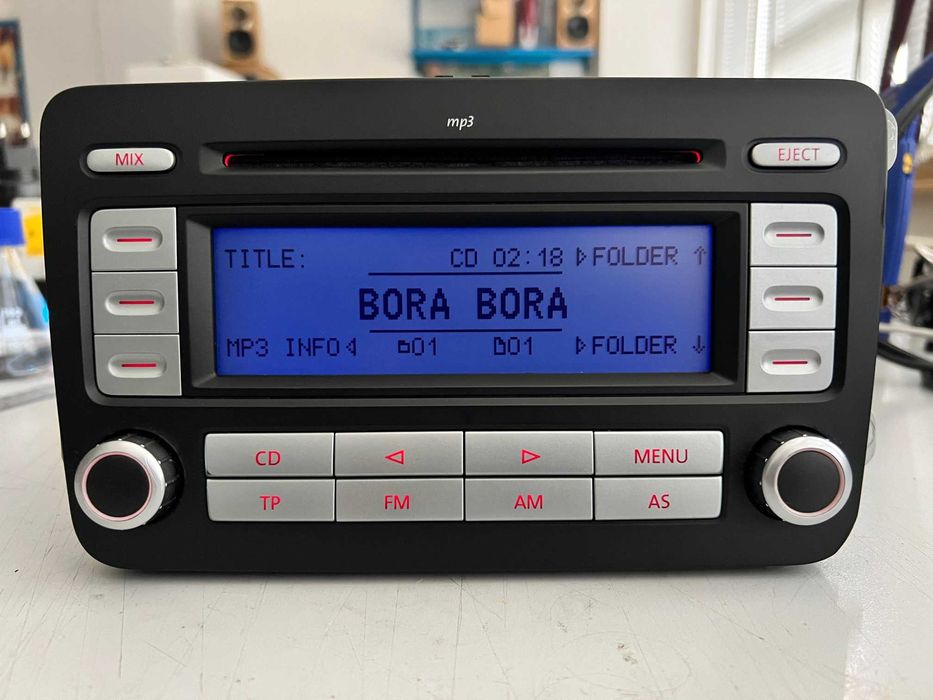 mp3
MIX
EJECT
TITLE: CD 02:18 ▷FOLDER ↑
BORA BORA
MP3 INFO◁ 01 01 ▷FOLDER ↓
CD ◁ ▷ MENU
TP FM AM AS